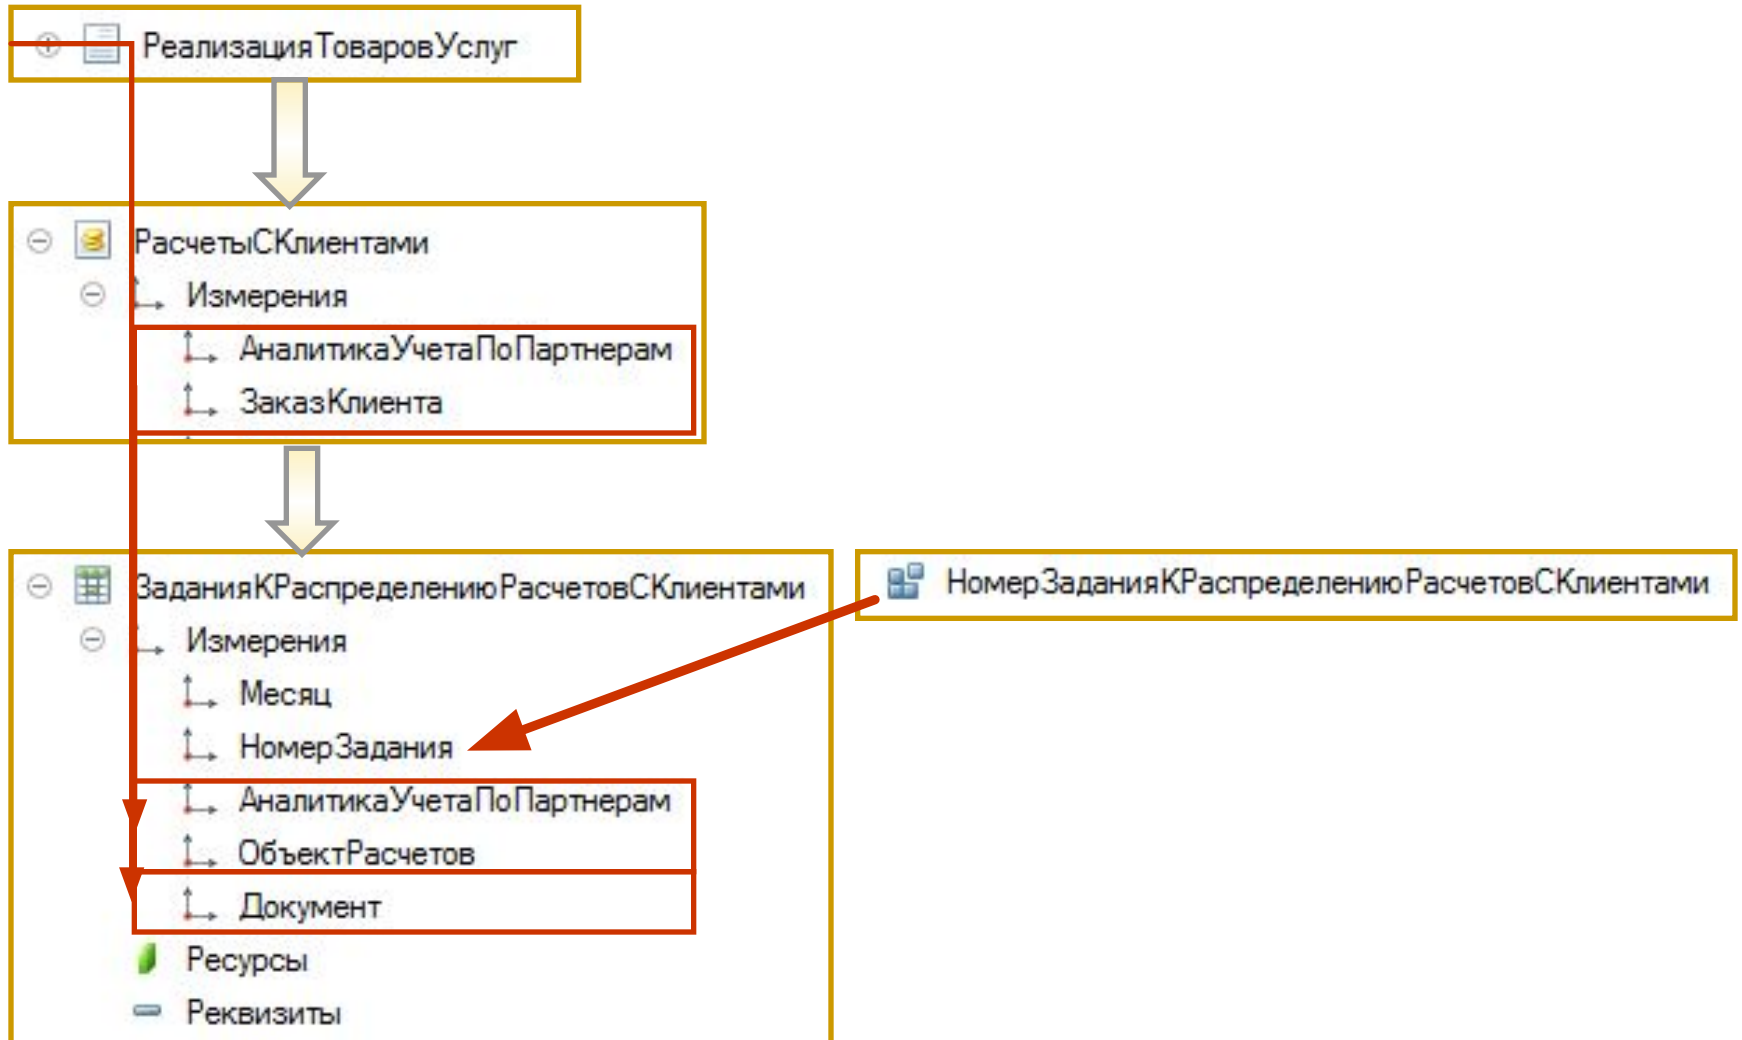 РеализацияТоваровУслуг
РасчетыСКлиентами
Измерения
АналитикаУчетаПоПартнерам
ЗаказКлиента
ЗаданияКРаспределениюРасчетовСКлиентами
НомерЗаданияКРаспределениюРасчетовСКлиентами
Измерения
Месяц
НомерЗадания
АналитикаУчетаПоПартнерам
ОбъектРасчетов
Документ
Ресурсы
Реквизиты